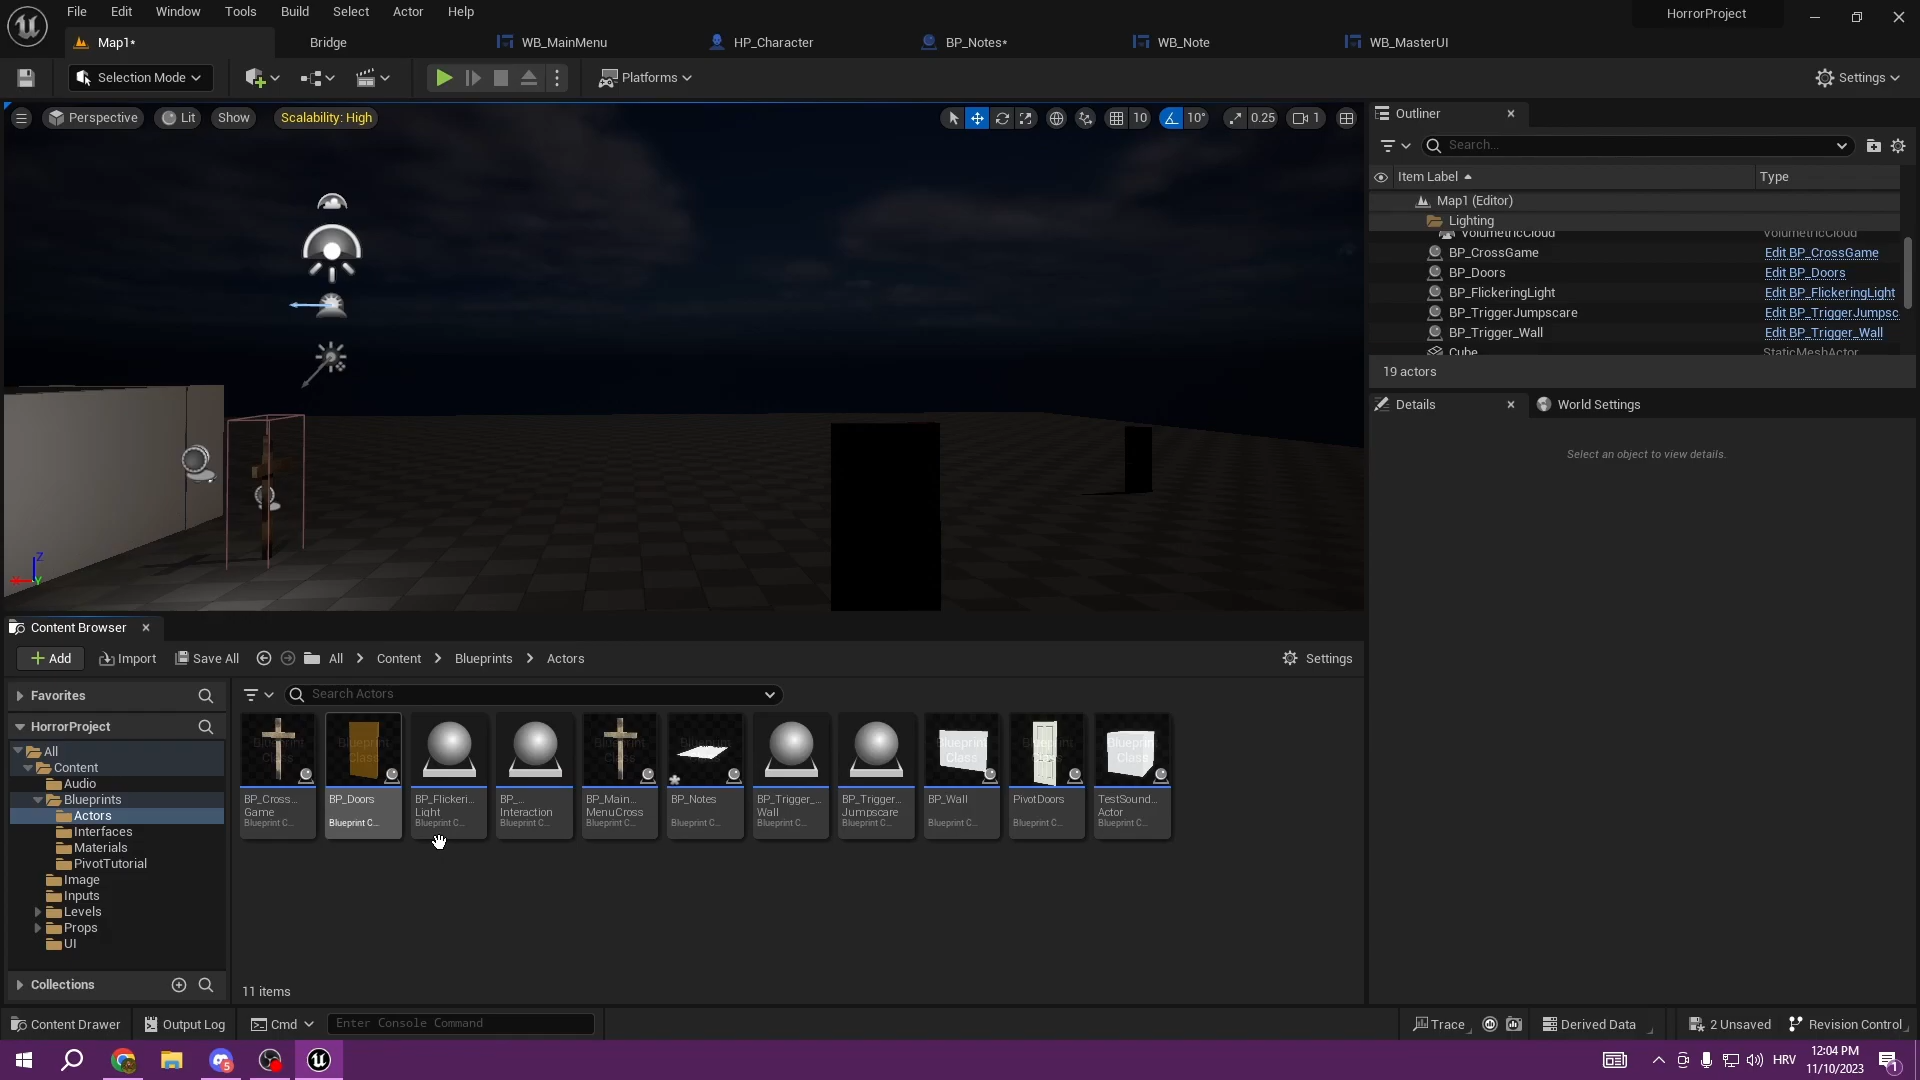 File Edit Window Tools Build Select Actor Help
HorrorProject
Map1*
Bridge
WB_MainMenu
HP_Character
BP_Notes*
WB_Note
WB_MasterUI
Selection Mode
Platforms
Settings
Perspective
Lit
Show
Scalability: High
10
10°
0.25
1
Outliner
Search...
Item Label
Type
Map1 (Editor)
Lighting
VolumetricCloud VolumetricCloud
BP_CrossGame Edit BP_CrossGame
BP_Doors Edit BP_Doors
BP_FlickeringLight Edit BP_FlickeringLight
BP_TriggerJumpscare Edit BP_TriggerJumpsc
BP_Trigger_Wall Edit BP_Trigger_Wall
Cube StaticMeshActor
19 actors
Details
World Settings
Select an object to view details.
Z
X
Y
Content Browser
Add
Import
Save All
All
Content
Blueprints
Actors
Settings
Favorites
HorrorProject
All
Content
Audio
Blueprints
Actors
Interfaces
Materials
PivotTutorial
Image
Inputs
Levels
Props
UI
Collections
Search Actors
BP_Cross...
Game
Blueprint C...
BP_Doors
Blueprint C...
BP_Flickeri...
Light
Blueprint C...
BP_...
Interaction
Blueprint C...
BP_Main...
MenuCross
Blueprint C...
BP_Notes
Blueprint C...
BP_Trigger_...
Wall
Blueprint C...
BP_Trigger...
Jumpscare
Blueprint C...
BP_Wall
Blueprint C...
PivotDoors
Blueprint C...
TestSound...
Actor
Blueprint C...
11 items
Content Drawer
Output Log
Cmd
Enter Console Command
Trace
Derived Data
2 Unsaved
Revision Control
HRV
12:04 PM
11/10/2023
5
1